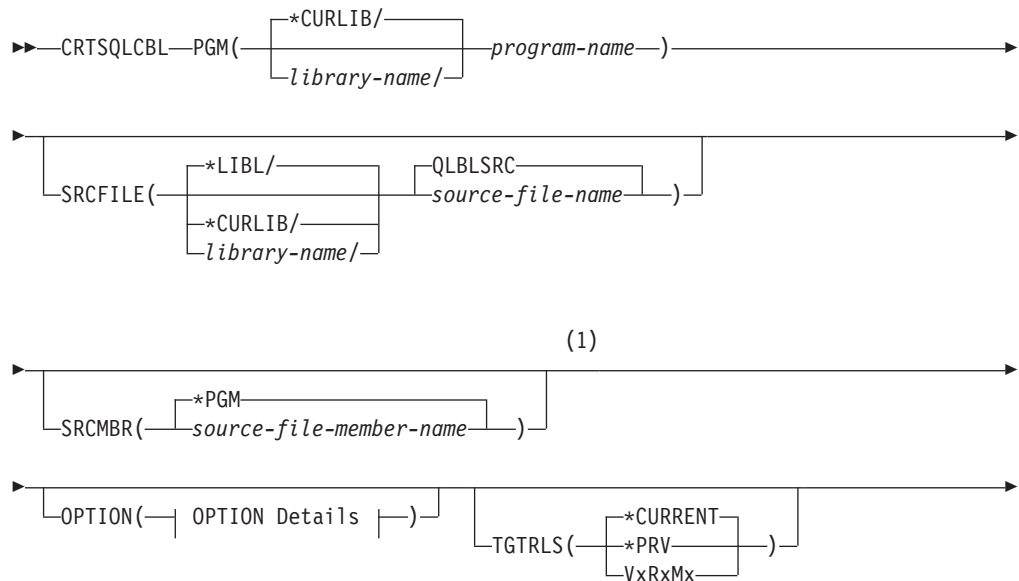 *CURLIB/
CRTSQLCBL PGM( program-name )
library-name/
*LIBL/ QLBLSRC
SRCFILE( source-file-name )
*CURLIB/
library-name/
(1)
*PGM
SRCMBR( source-file-member-name )
OPTION( OPTION Details )
*CURRENT
TGTRLS( *PRV )
VxRxMx